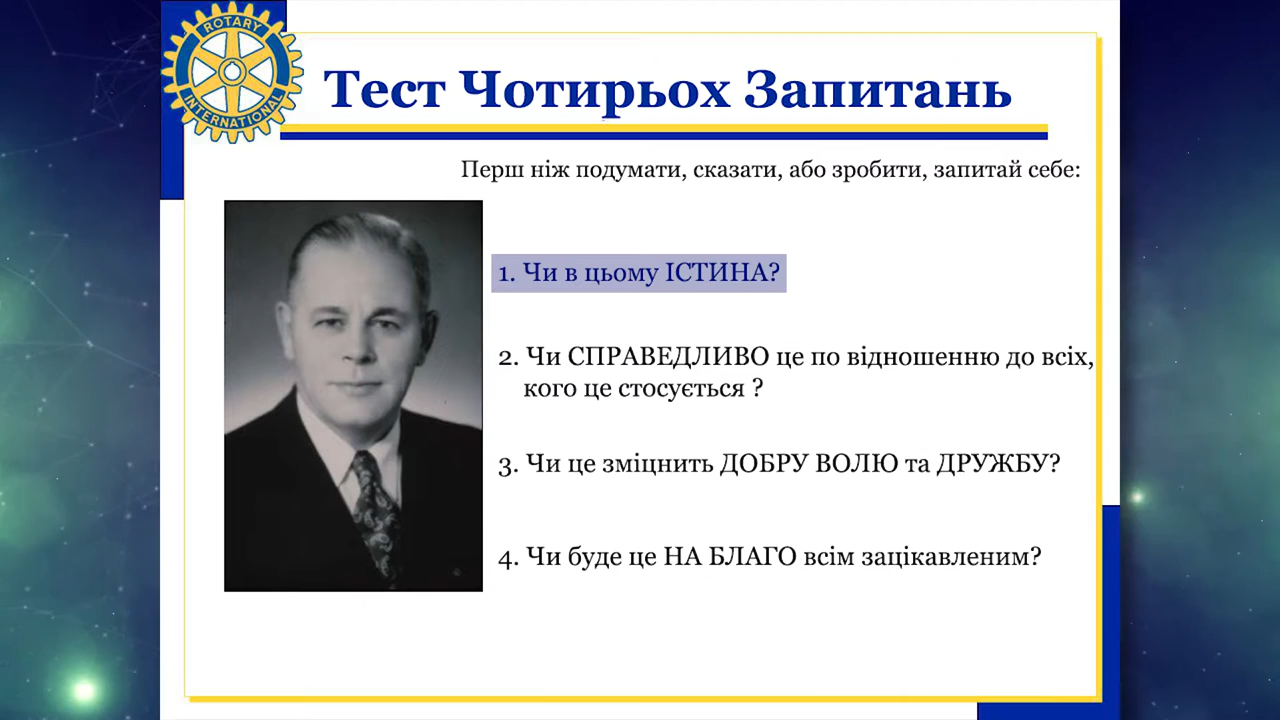 ROTARY
INTERNATIONAL
Тест Чотирьох Запитань
Перш ніж подумати, сказати, або зробити, запитай себе:
1. Чи в цьому ІСТИНА?
2. Чи СПРАВЕДЛИВО це по відношенню до всіх,
кого це стосується ?
3. Чи це зміцнить ДОБРУ ВОЛЮ та ДРУЖБУ?
4. Чи буде це НА БЛАГО всім зацікавленим?